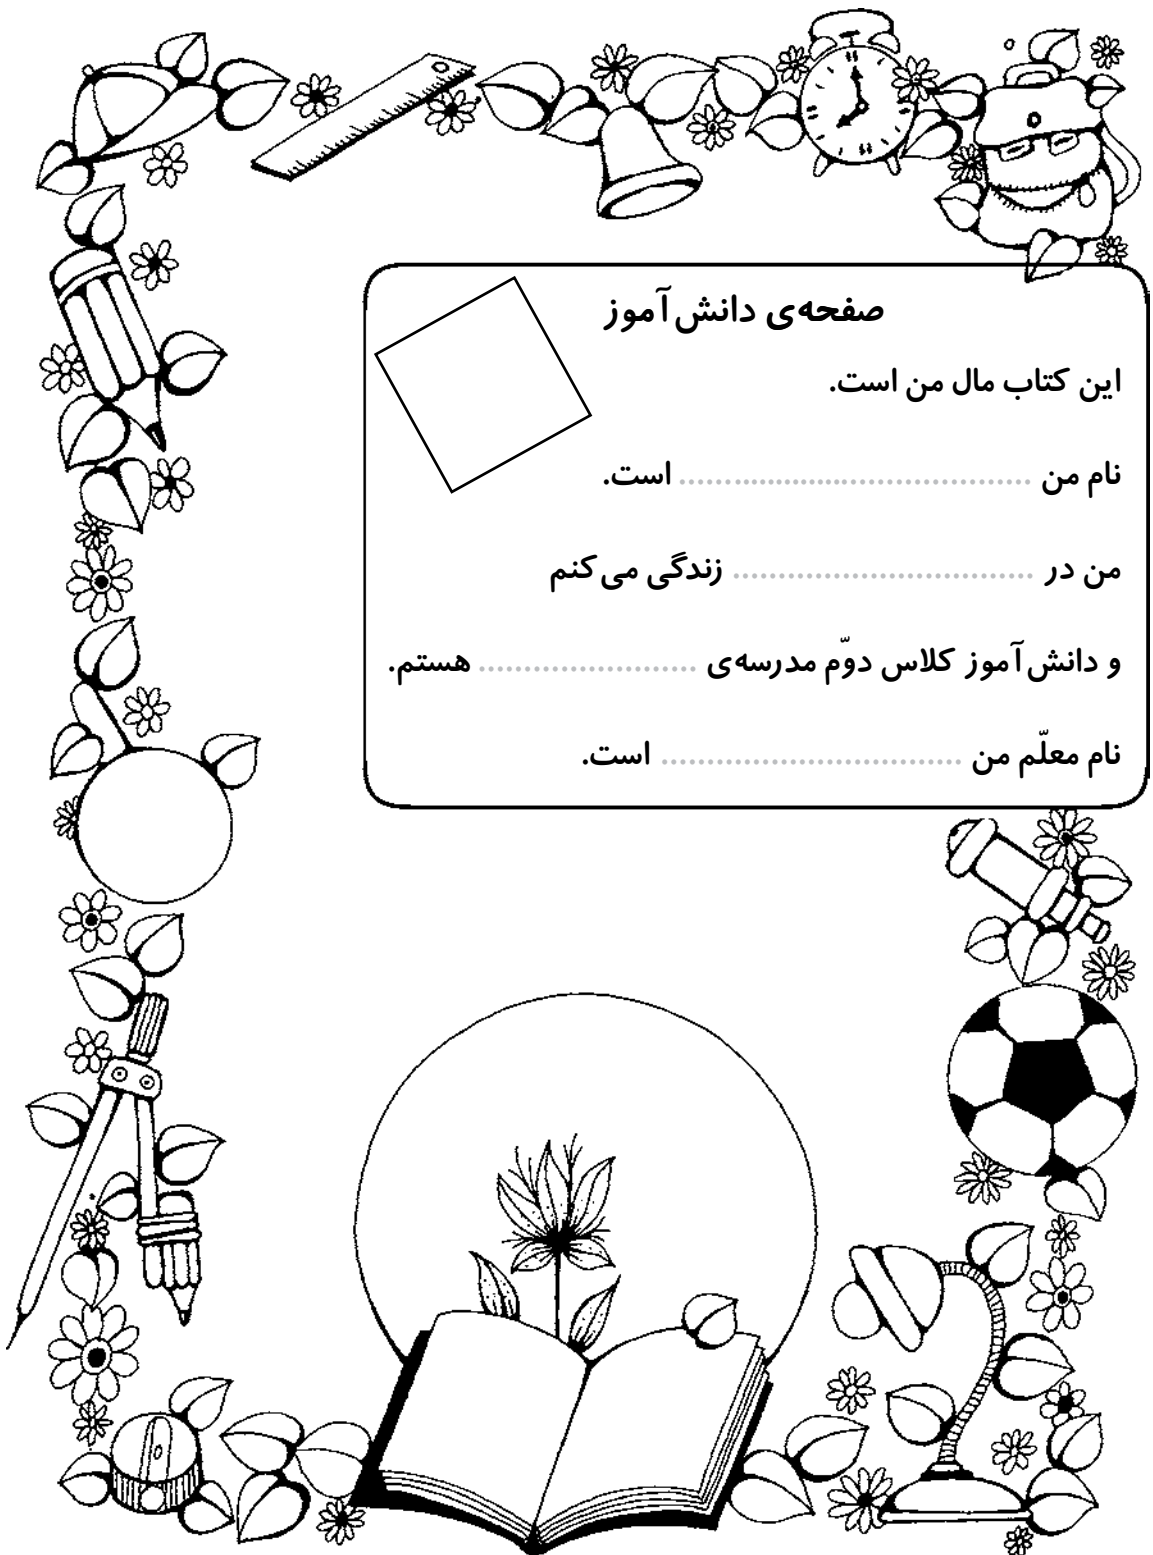 صفحه‌ی دانش‌آموز
این کتاب مال من است.
نام من ........................................ است.
من در .................................. زندگی می‌کنم
و دانش‌آموز کلاس دوّم مدرسه‌ی ........................ هستم.
نام معلّم من .................................. است.